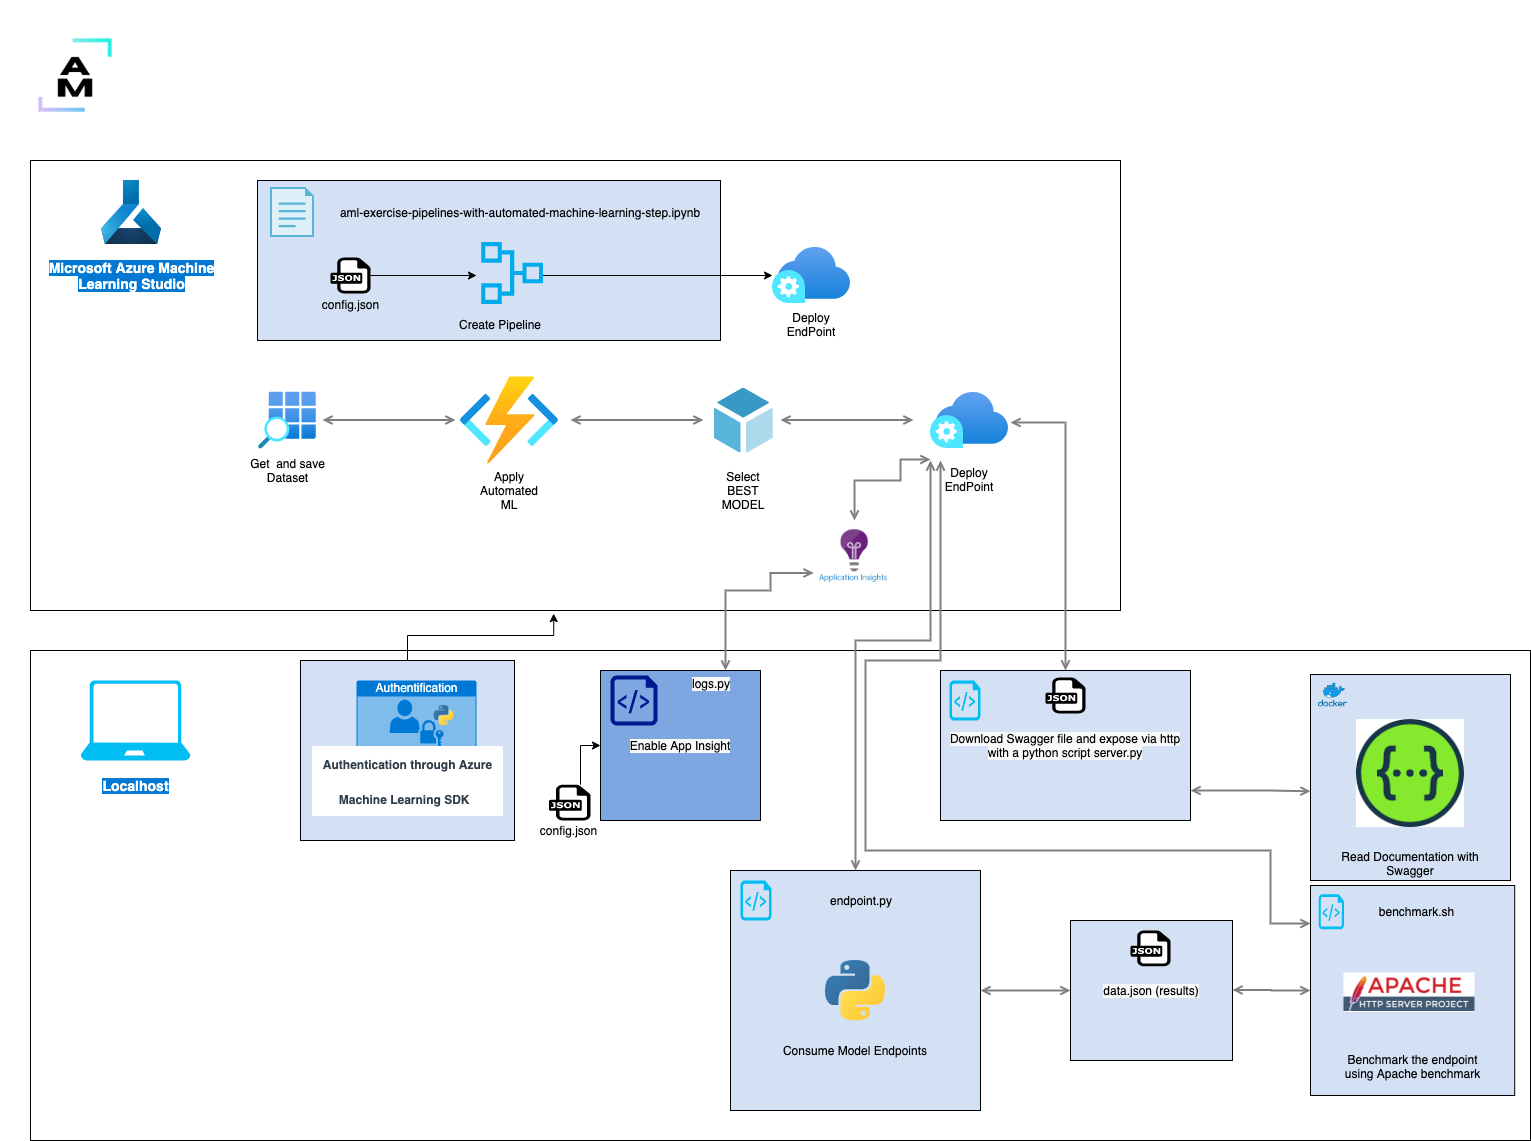 A
M
Microsoft Azure Machine
Learning Studio
aml-exercise-pipelines-with-automated-machine-learning-step.ipynb
JSON
config.json
Create Pipeline
Deploy
EndPoint
Get  and save
Dataset
Apply
Automated
ML
Select
BEST
MODEL
Deploy
EndPoint
Application Insights
Localhost
Authentification
Authentication through Azure
Machine Learning SDK
JSON
config.json
logs.py
Enable App Insight
JSON
Download Swagger file and expose via http
with a python script server.py
docker
{...}
Read Documentation with
Swagger
endpoint.py
Consume Model Endpoints
JSON
data.json (results)
benchmark.sh
APACHE
HTTP SERVER PROJECT
Benchmark the endpoint
using Apache benchmark